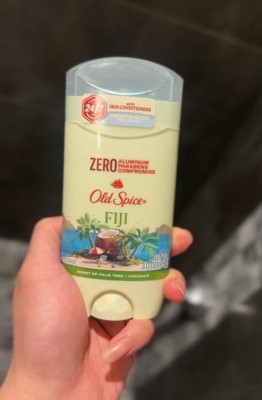 24/7
WITH
SKIN CONDITIONERS
ZERO ALUMINUM
PARABENS
COMPROMISE
Old Spice
FIJI
SCENT OF PALM TREE
COCONUT